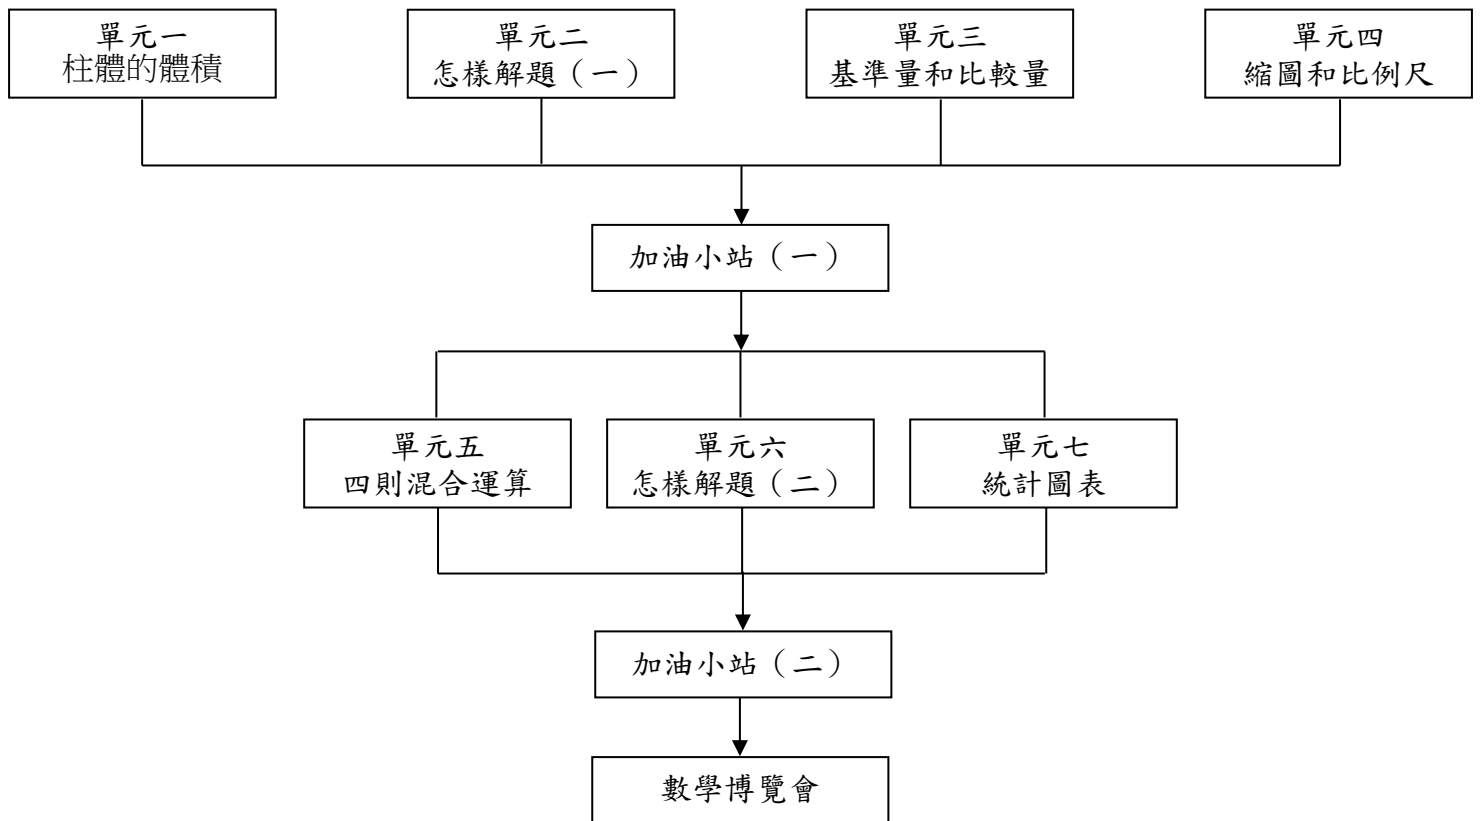 單元一
柱體的體積
單元二
怎樣解題（一）
單元三
基準量和比較量
單元四
縮圖和比例尺
加油小站（一）
單元五
四則混合運算
單元六
怎樣解題（二）
單元七
統計圖表
加油小站（二）
數學博覽會